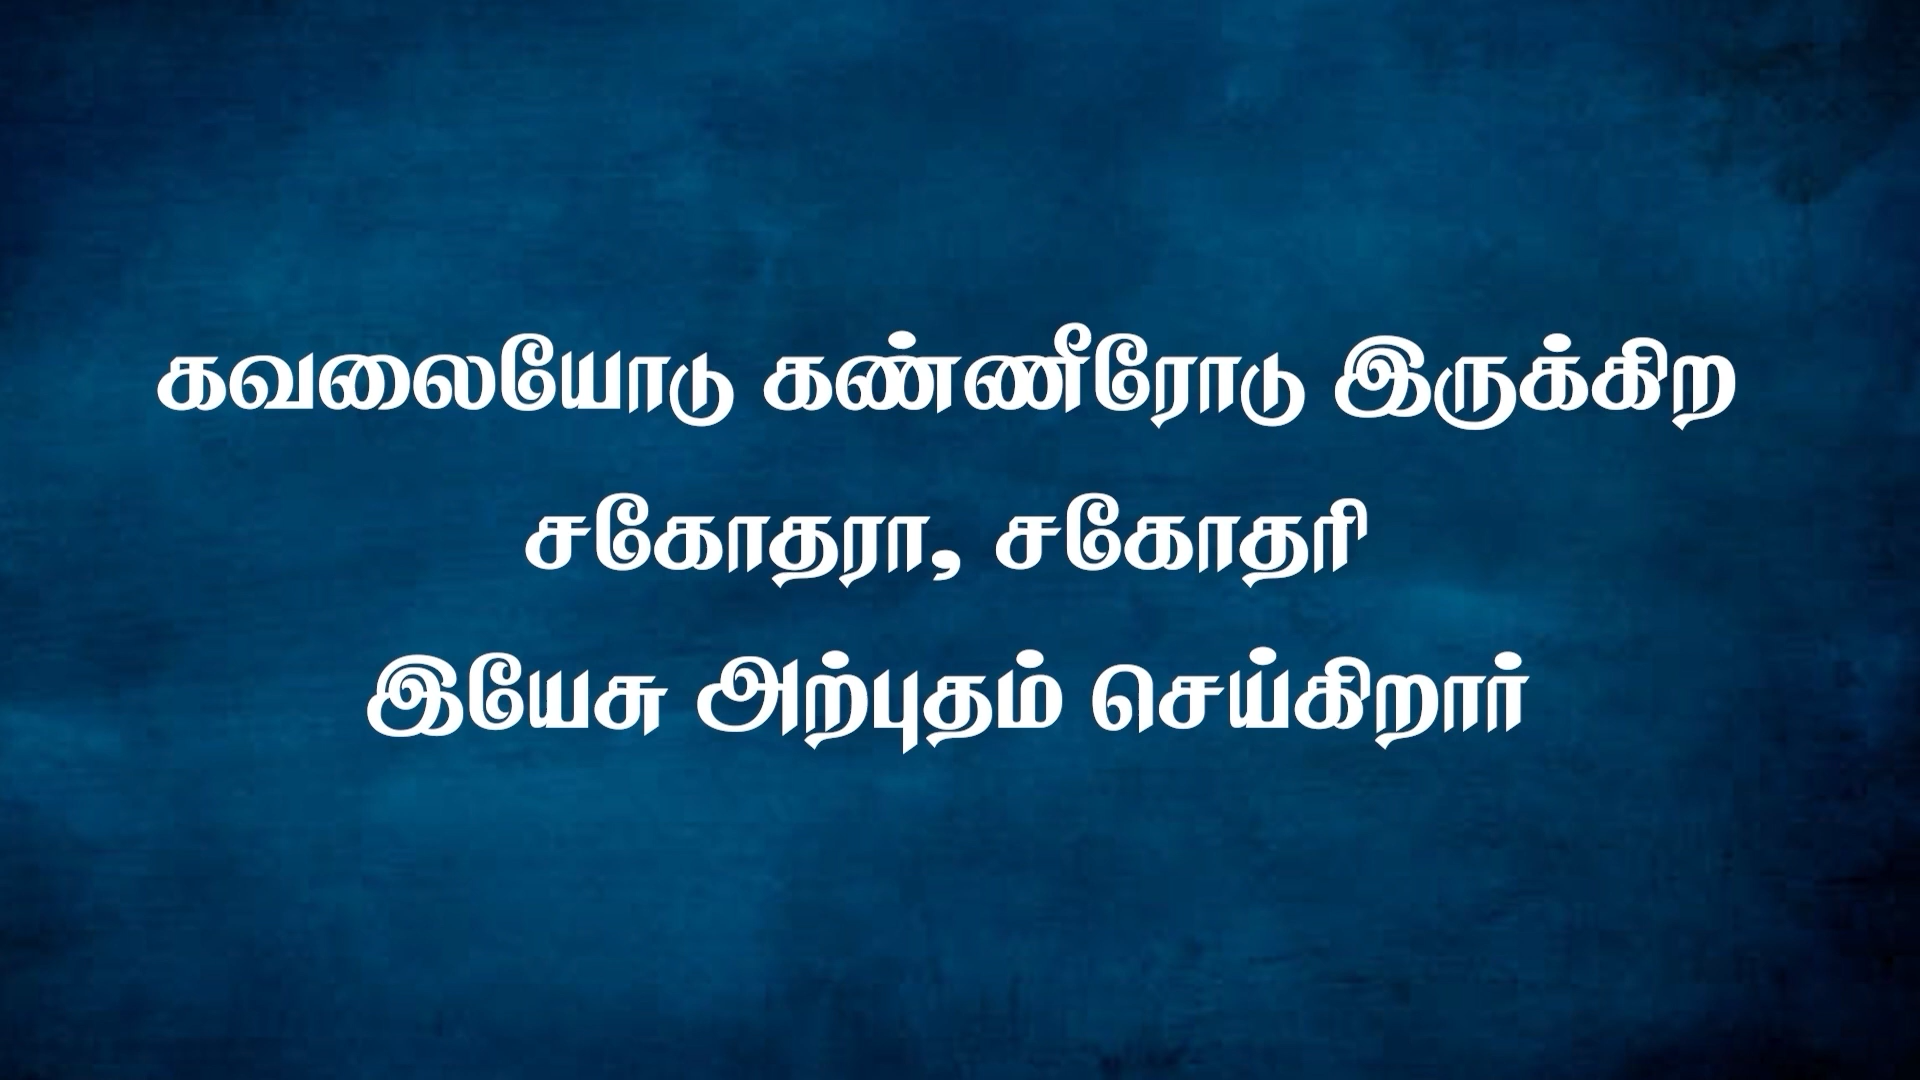 கவலையோடு கண்ணீரோடு இருக்கிற
சகோதரா, சகோதரி
இயேசு அற்புதம் செய்கிறார்